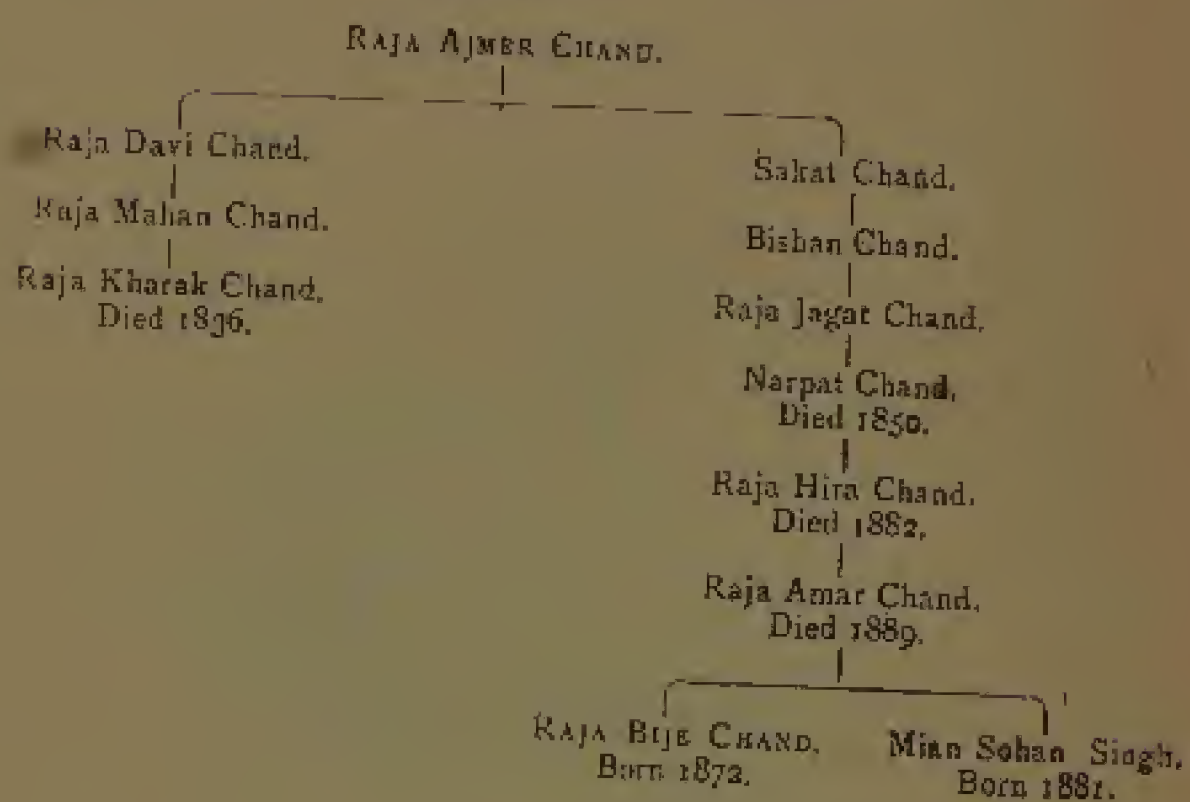 RAJA AJMER CHAND.
Raja Davi Chand.
Raja Mahan Chand.
Raja Kharak Chand.
Died 1836.
Sakat Chand.
Bishan Chand.
Raja Jagat Chand.
Narpat Chand.
Died 1850.
Raja Hira Chand.
Died 1882.
Raja Amar Chand.
Died 1889.
RAJA BIJE CHAND.
Born 1872.
Mian Sohan Singh.
Born 1881.